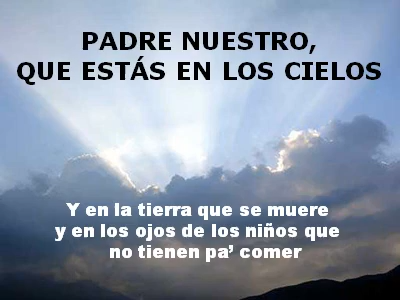 PADRE NUESTRO,
QUE ESTÁS EN LOS CIELOS
Y en la tierra que se muere
y en los ojos de los niños que
no tienen pa’ comer